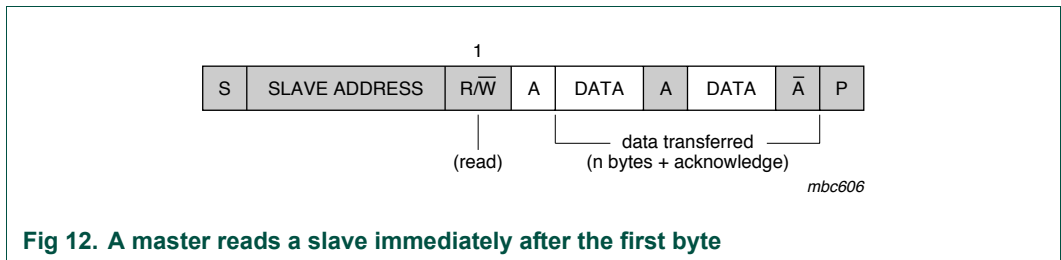 1
S SLAVE ADDRESS R/W̅ A DATA A DATA A̅ P
data transferred
(read) (n bytes + acknowledge)
mbc606
Fig 12. A master reads a slave immediately after the first byte